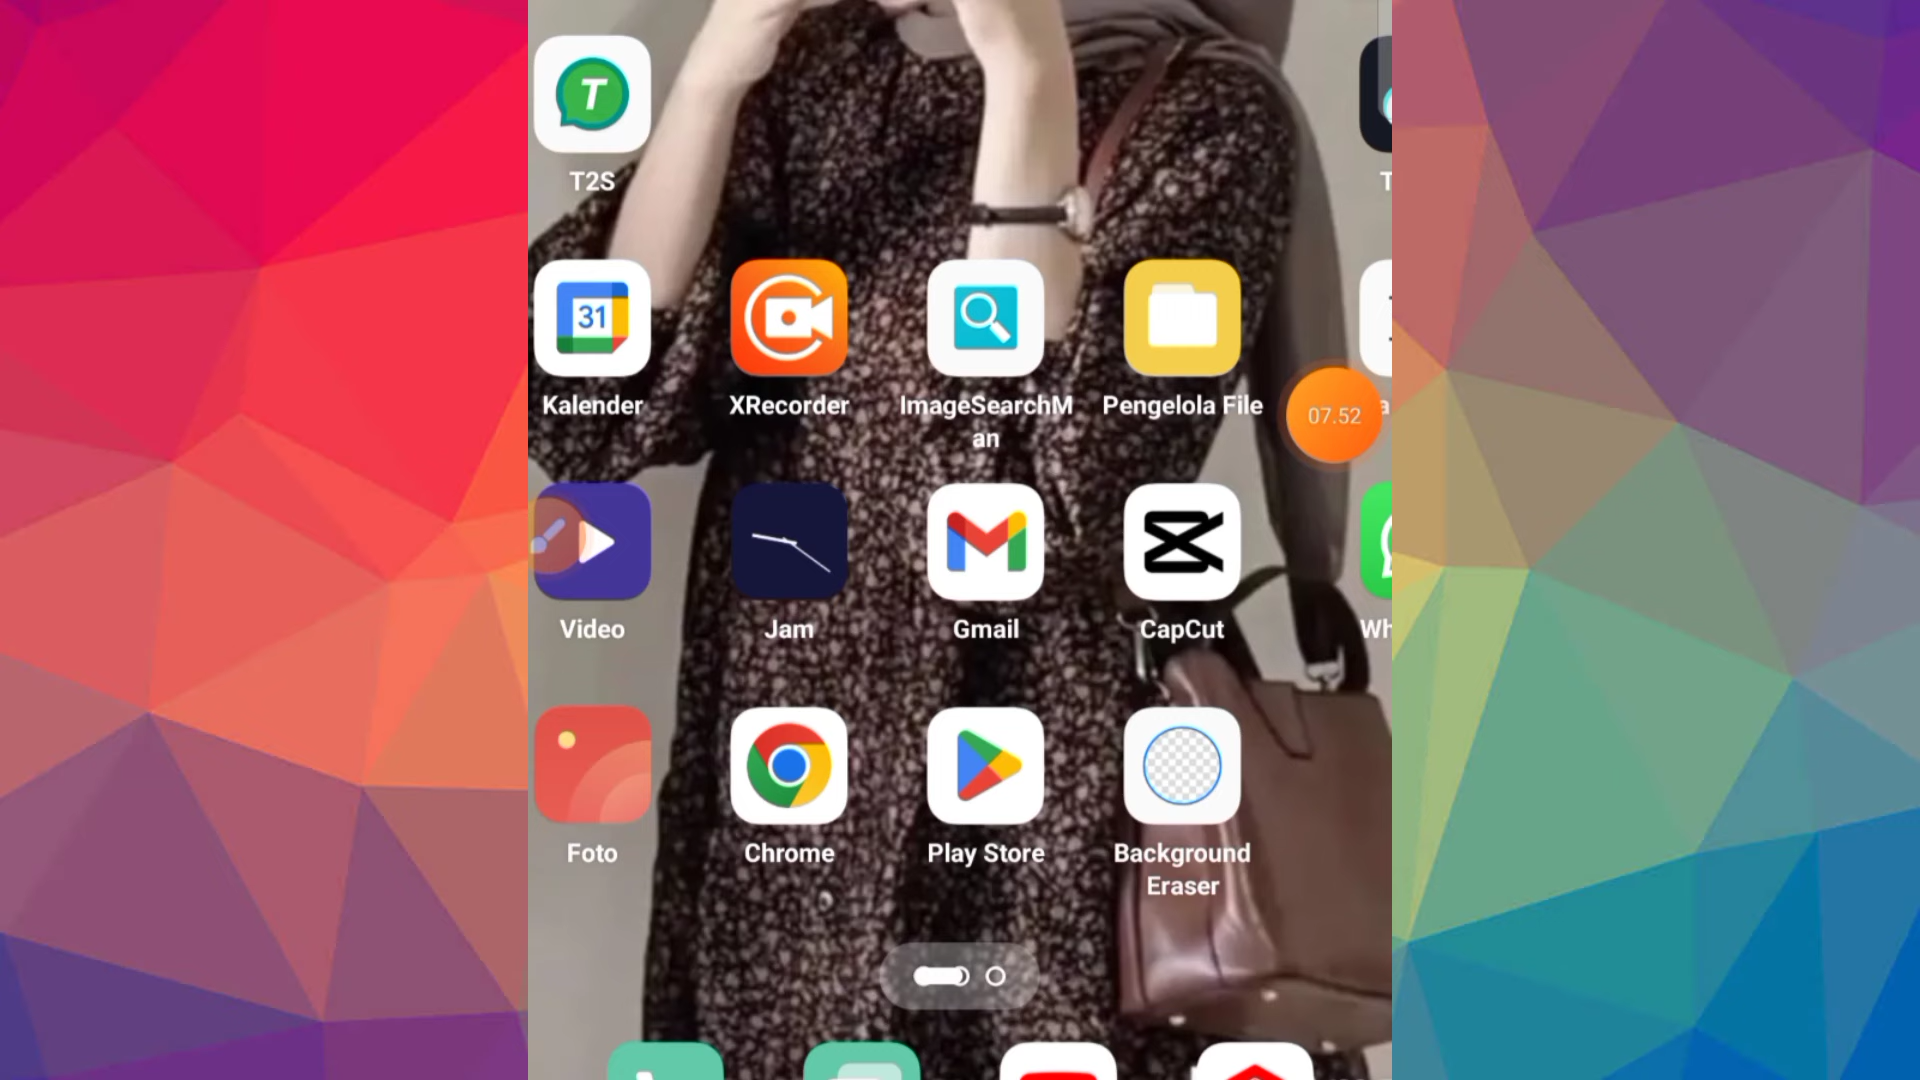 T
T2S
T
31
Kalender
XRecorder
ImageSearchM
an
Pengelola File
07.52
a
Video
Jam
Gmail
CapCut
Wh
Foto
Chrome
Play Store
Background
Eraser